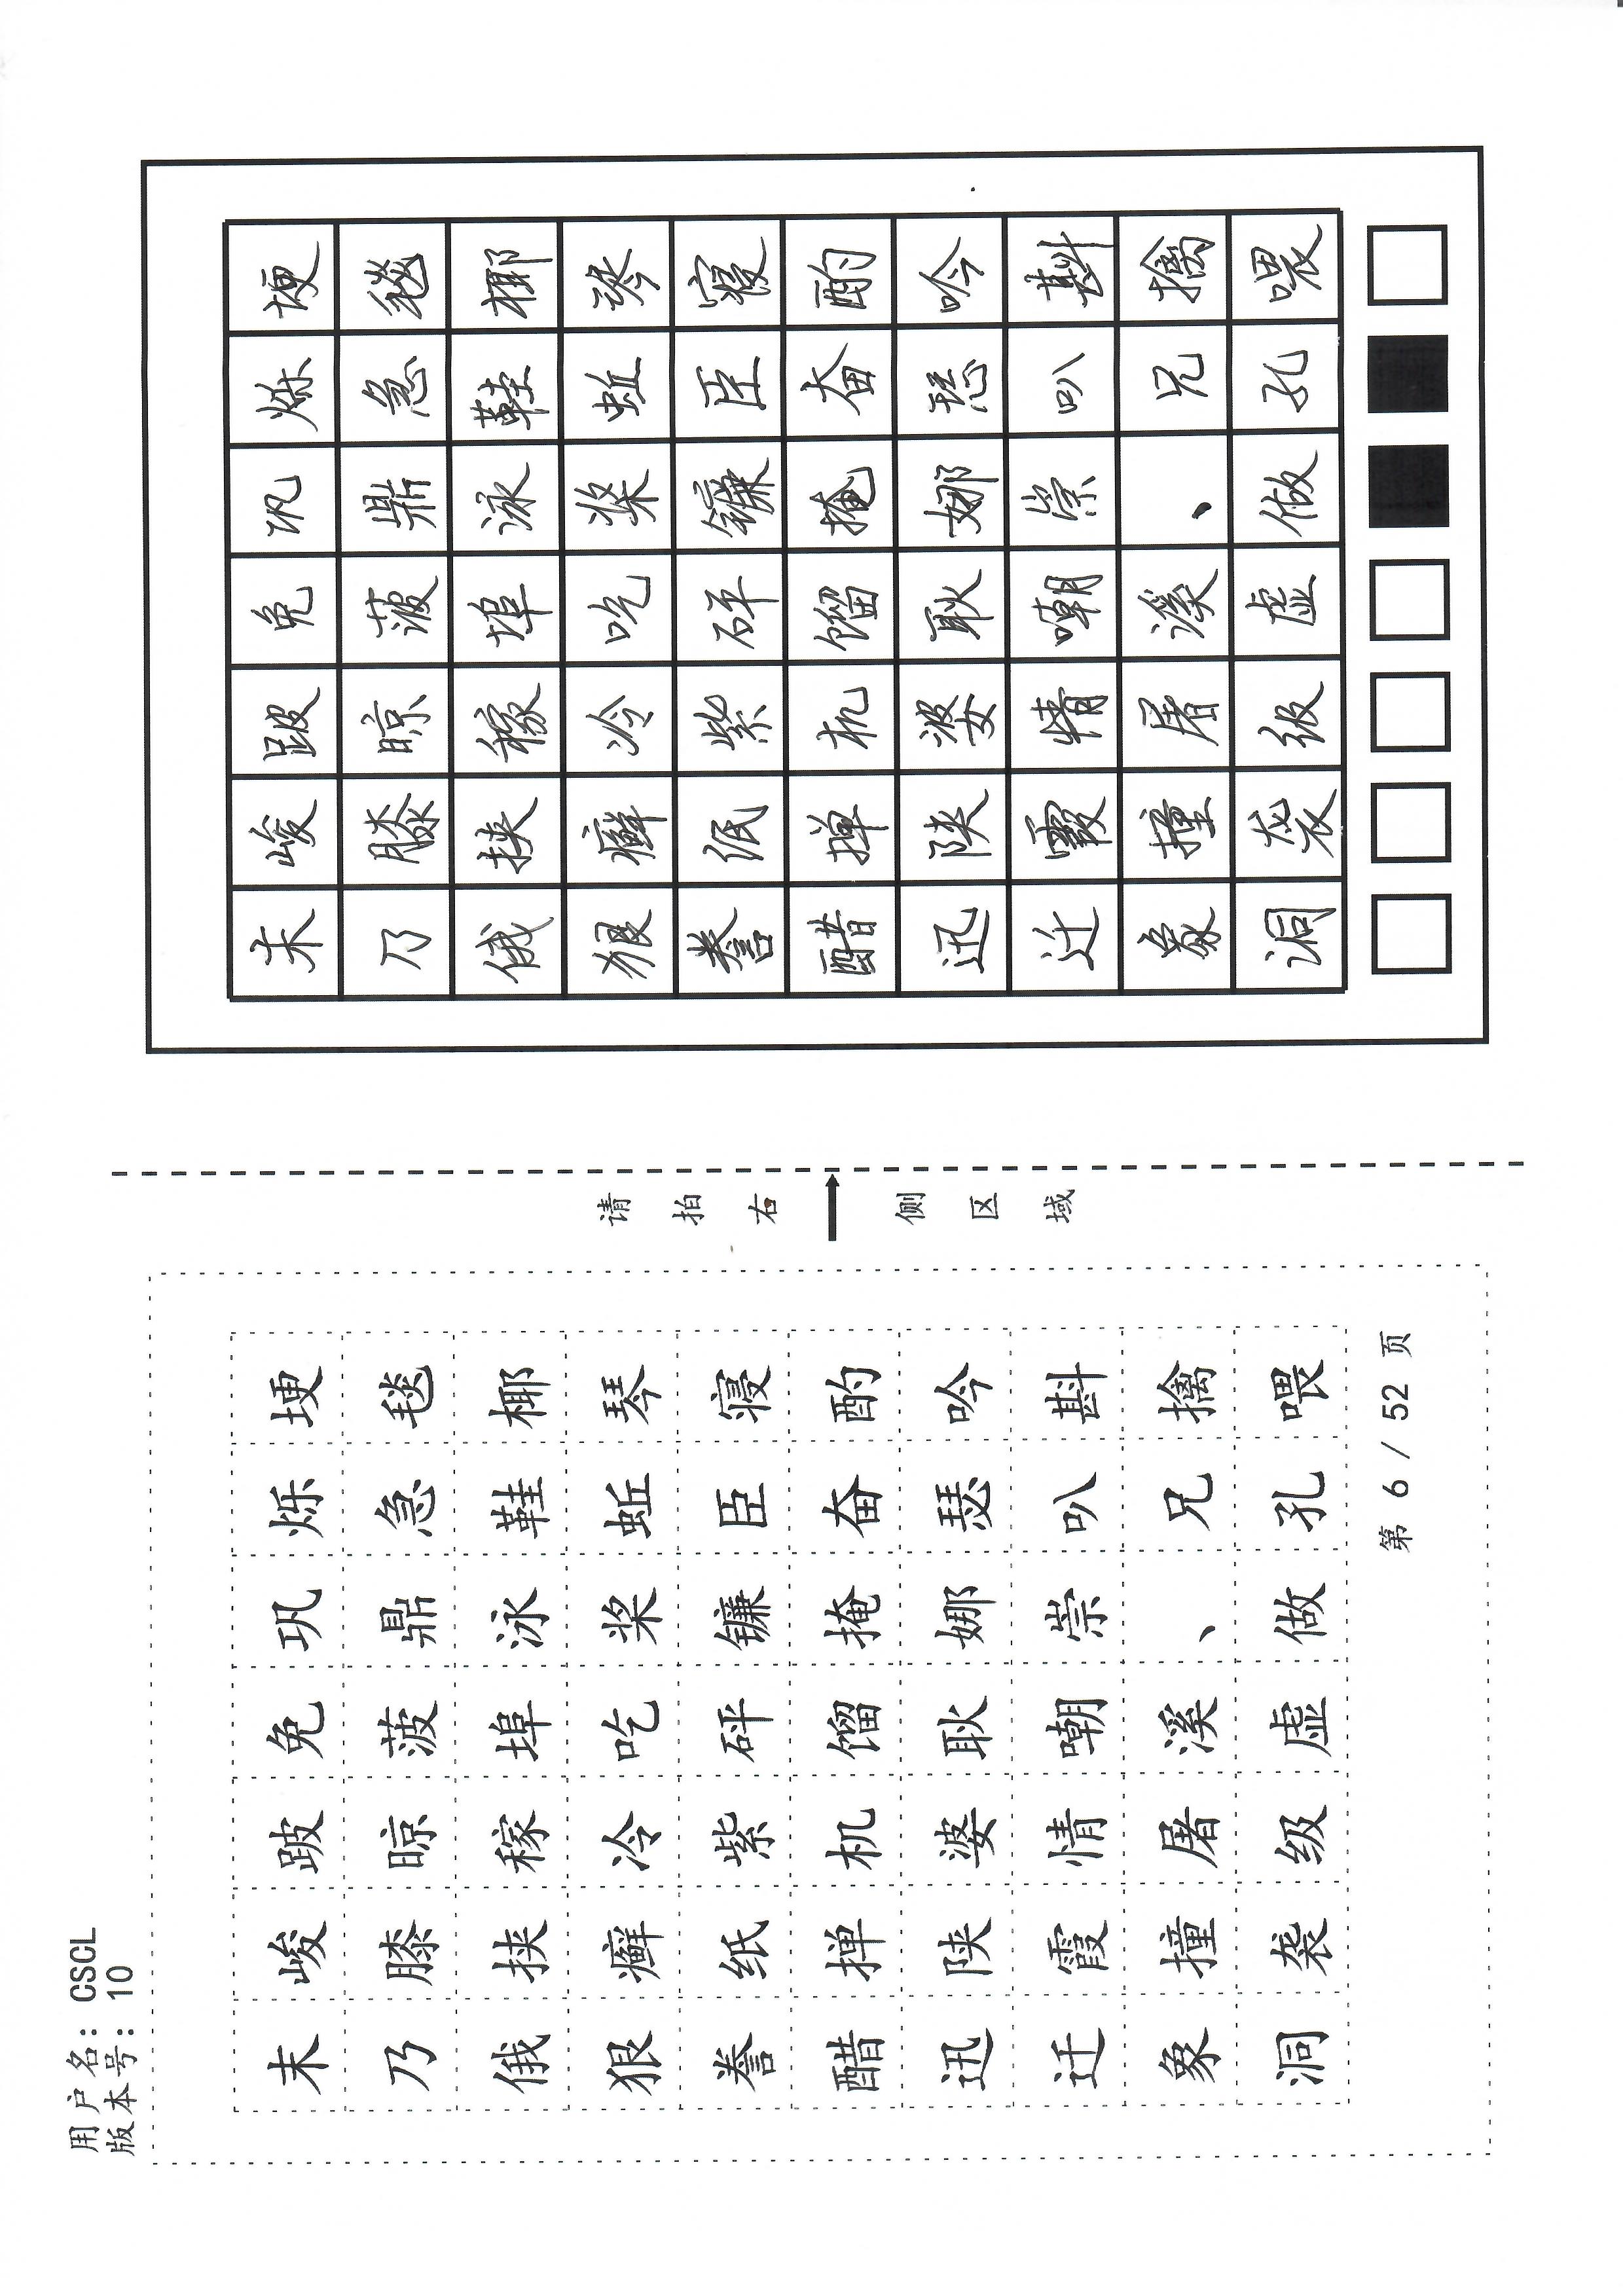 用户名: CSCL
版本号: 10
末 峻 跛 免 巩 烁 埂
乃 膝 晾 菠 鼎 急 毯
俄 挟 稼 埠 泳 鞋 椰
狠 癣 冷 吃 桨 蚯 琴
誊 纸 紫 砰 镰 臣 寝
醋 掸 机 馏 掩 奋 酌
迅 陕 婆 耿 娜 瑟 吟
迁 霞 情 嘲 崇 叭 斟
象 撞 屠 溪 、 兄 擒
洞 袭 级 虚 做 孔 喂
第 6 / 52 页
请拍右侧区域
末 峻 跛 免 巩 烁 埂
乃 膝 晾 菠 鼎 急 毯
俄 挟 稼 埠 泳 鞋 椰
狠 癣 冷 吃 桨 蚯 琴
誊 纸 紫 砰 镰 臣 寝
醋 掸 机 馏 掩 奋 酌
迅 陕 婆 耿 娜 瑟 吟
迁 霞 情 嘲 崇 叭 斟
象 撞 屠 溪 、 兄 擒
洞 袭 级 虚 做 孔 喂